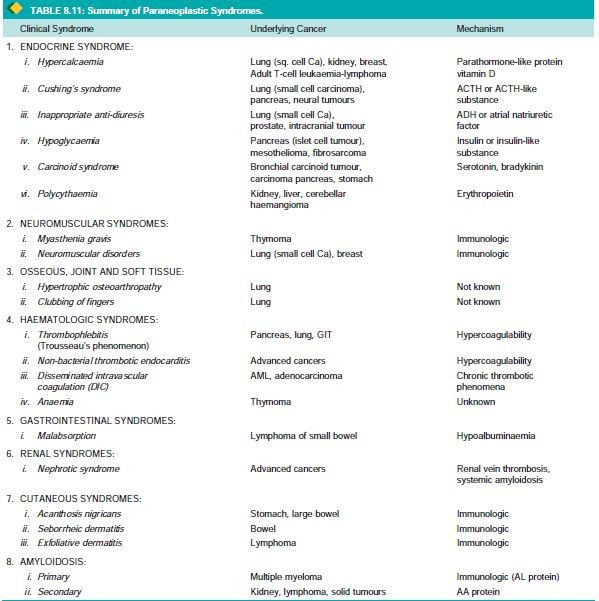 TABLE 8.11: Summary of Paraneoplastic Syndromes.
Clinical Syndrome Underlying Cancer Mechanism
1. ENDOCRINE SYNDROME:
i. Hypercalcaemia Lung (sq. cell Ca), kidney, breast, Parathormone-like protein
Adult T-cell leukaemia-lymphoma vitamin D
ii. Cushing's syndrome Lung (small cell carcinoma), ACTH or ACTH-like
pancreas, neural tumours substance
iii. Inappropriate anti-diuresis Lung (small cell Ca), ADH or atrial natriuretic
prostate, intracranial tumour factor
iv. Hypoglycaemia Pancreas (islet cell tumour), Insulin or insulin-like
mesothelioma, fibrosarcoma substance
v. Carcinoid syndrome Bronchial carcinoid tumour, Serotonin, bradykinin
carcinoma pancreas, stomach
vi. Polycythaemia Kidney, liver, cerebellar Erythropoietin
haemangioma
2. NEUROMUSCULAR SYNDROMES:
i. Myasthenia gravis Thymoma Immunologic
ii. Neuromuscular disorders Lung (small cell Ca), breast Immunologic
3. OSSEOUS, JOINT AND SOFT TISSUE:
i. Hypertrophic osteoarthropathy Lung Not known
ii. Clubbing of fingers Lung Not known
4. HAEMATOLOGIC SYNDROMES:
i. Thrombophlebitis Pancreas, lung, GIT Hypercoagulability
(Trousseau's phenomenon)
ii. Non-bacterial thrombotic endocarditis Advanced cancers Hypercoagulability
iii. Disseminated intravascular AML, adenocarcinoma Chronic thrombotic
coagulation (DIC) phenomena
iv. Anaemia Thymoma Unknown
5. GASTROINTESTINAL SYNDROMES:
i. Malabsorption Lymphoma of small bowel Hypoalbuminaemia
6. RENAL SYNDROMES:
i. Nephrotic syndrome Advanced cancers Renal vein thrombosis,
systemic amyloidosis
7. CUTANEOUS SYNDROMES:
i. Acanthosis nigricans Stomach, large bowel Immunologic
ii. Seborrheic dermatitis Bowel Immunologic
iii. Exfoliative dermatitis Lymphoma Immunologic
8. AMYLOIDOSIS:
i. Primary Multiple myeloma Immunologic (AL protein)
ii. Secondary Kidney, lymphoma, solid tumours AA protein